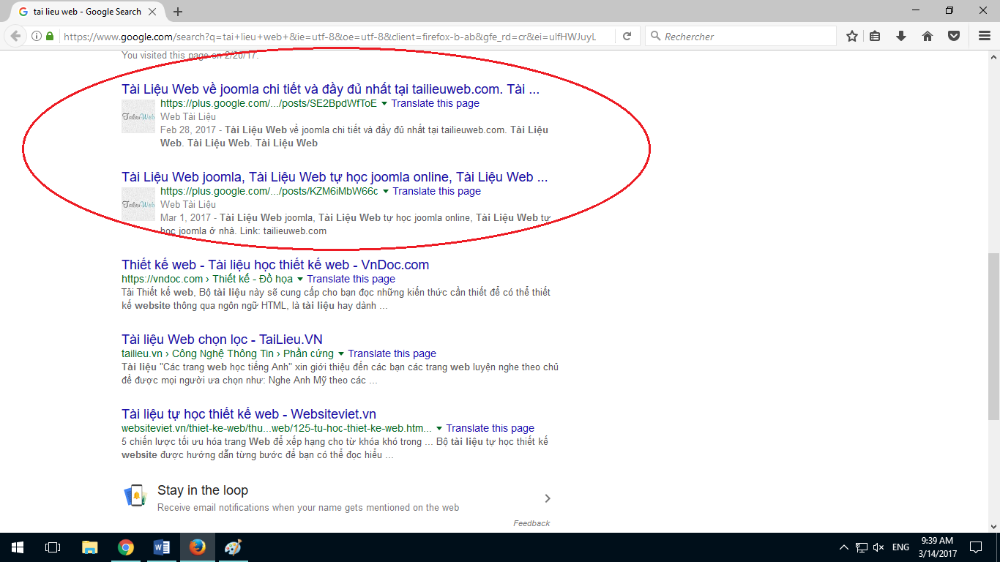 tai lieu web - Google Search
https://www.google.com/search?q=tai+lieu+web+&ie=utf-8&oe=utf-8&client=firefox-b-ab&gfe_rd=cr&ei=ulfHWJuyL
Rechercher
You visited this page on 2/20/17.
Tài Liệu Web về joomla chi tiết và đầy đủ nhất tại tailieuweb.com. Tài ...
https://plus.google.com/.../posts/SE2BpdWfToE Translate this page
TailieuWeb
Web Tài Liệu
Feb 28, 2017 - Tài Liệu Web về joomla chi tiết và đầy đủ nhất tại tailieuweb.com. Tài Liệu
Web. Tài Liệu Web. Tài Liệu Web
Tài Liệu Web joomla, Tài Liệu Web tự học joomla online, Tài Liệu Web ...
https://plus.google.com/.../posts/KZM6iMbW66c Translate this page
TailieuWeb
Web Tài Liệu
Mar 1, 2017 - Tài Liệu Web joomla, Tài Liệu Web tự học joomla online, Tài Liệu Web tự
học joomla ở nhà. Link: tailieuweb.com
Thiết kế web - Tài liệu học thiết kế web - VnDoc.com
https://vndoc.com › Thiết kế - Đồ họa Translate this page
Tải Thiết kế web, Bộ tài liệu này sẽ cung cấp cho bạn đọc những kiến thức cần thiết để có thể thiết
kế website thông qua ngôn ngữ HTML, là tài liệu hay dành ...
Tài liệu Web chọn lọc - TaiLieu.VN
tailieu.vn › Công Nghệ Thông Tin › Phần cứng Translate this page
Tài liệu "Các trang web học tiếng Anh" xin giới thiệu đến các bạn các trang web luyện nghe theo chủ
đề được mọi người ưa chọn như: Nghe Anh Mỹ theo các ...
Tài liệu tự học thiết kế web - Websiteviet.vn
websiteviet.vn/thiet-ke-web/thu...web/125-tu-hoc-thiet-ke-web.htm... Translate this page
5 chiến lược tối ưu hóa trang Web để xếp hạng cho từ khóa khó trong ... Bộ tài liệu tự học thiết kế
website được hướng dẫn từng bước để bạn có thể đọc hiểu ...
Stay in the loop
Receive email notifications when your name gets mentioned on the web
Feedback
ENG
9:39 AM
3/14/2017